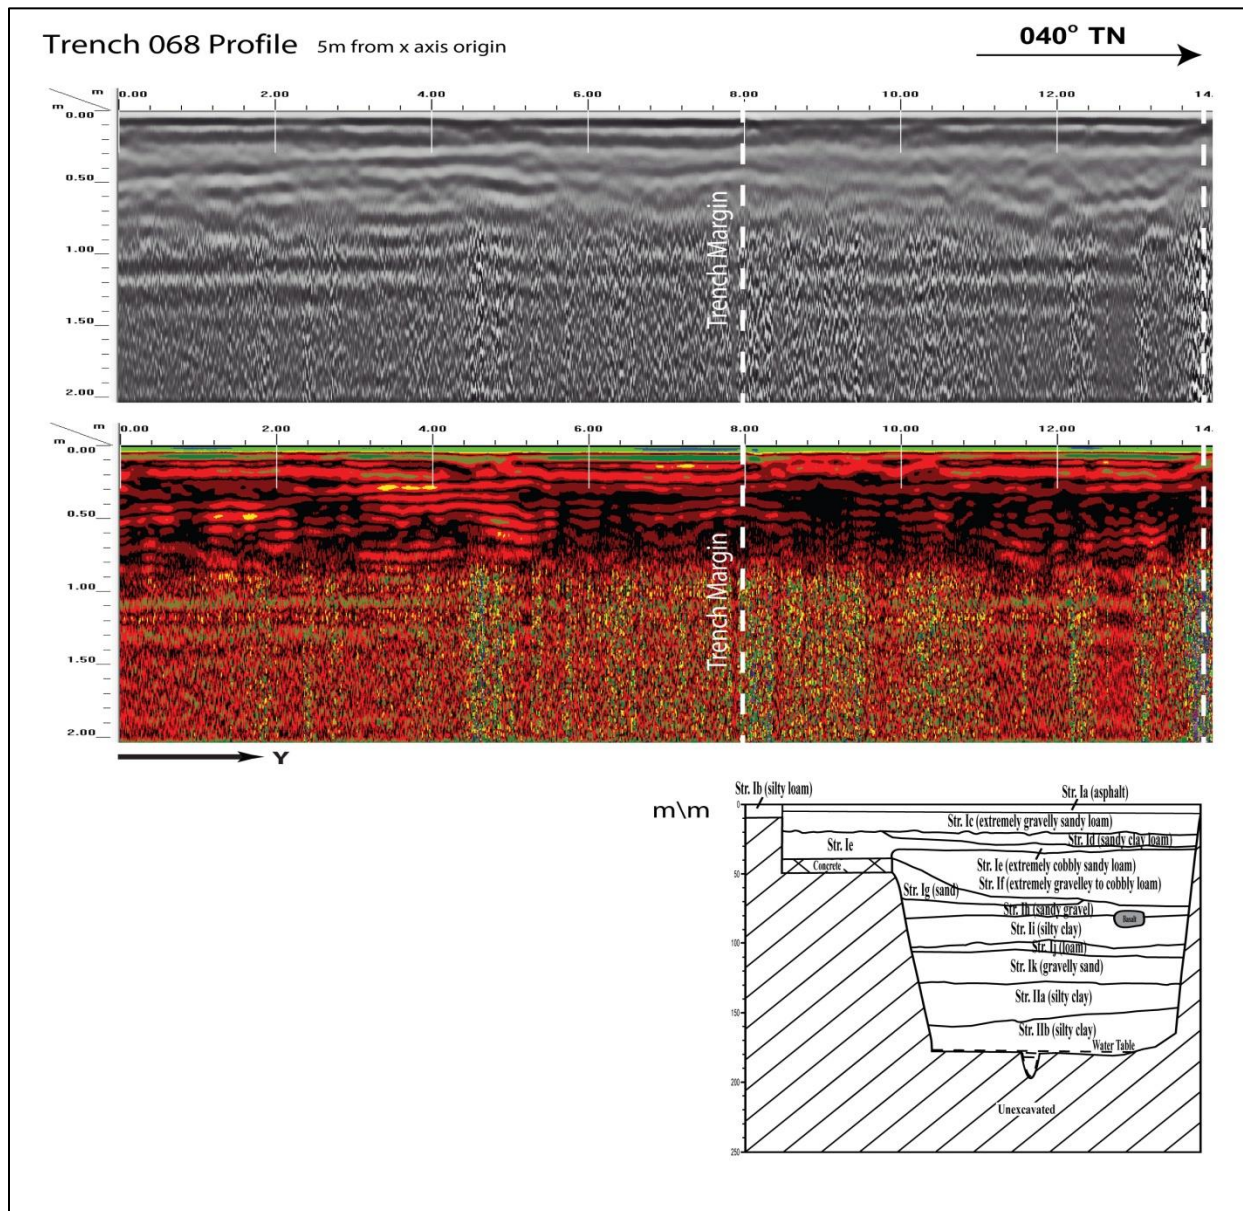 Trench 068 Profile 5m from x axis origin
040° TN
m m 0.00 2.00 4.00 6.00 8.00 10.00 12.00 14.
0.00
0.50
1.00
1.50
2.00
Trench Margin
m m 0.00 2.00 4.00 6.00 8.00 10.00 12.00 14.
0.00
0.50
1.00
1.50
2.00
Trench Margin
Y
m\m
Str. Ib (silty loam)
Str. Ia (asphalt)
Str. Ic (extremely gravelly sandy loam)
Str. Id (sandy clay loam)
Str. Ie
Str. Ie (extremely cobbly sandy loam)
Concrete
Str. If (extremely gravelley to cobbly loam)
Str. Ig (sand)
Str. Ih (sandy gravel)
Basalt
Str. Ii (silty clay)
Str. Ij (loam)
Str. Ik (gravelly sand)
Str. IIa (silty clay)
Str. IIb (silty clay)
Water Table
Unexcavated
0
50
100
150
200
250